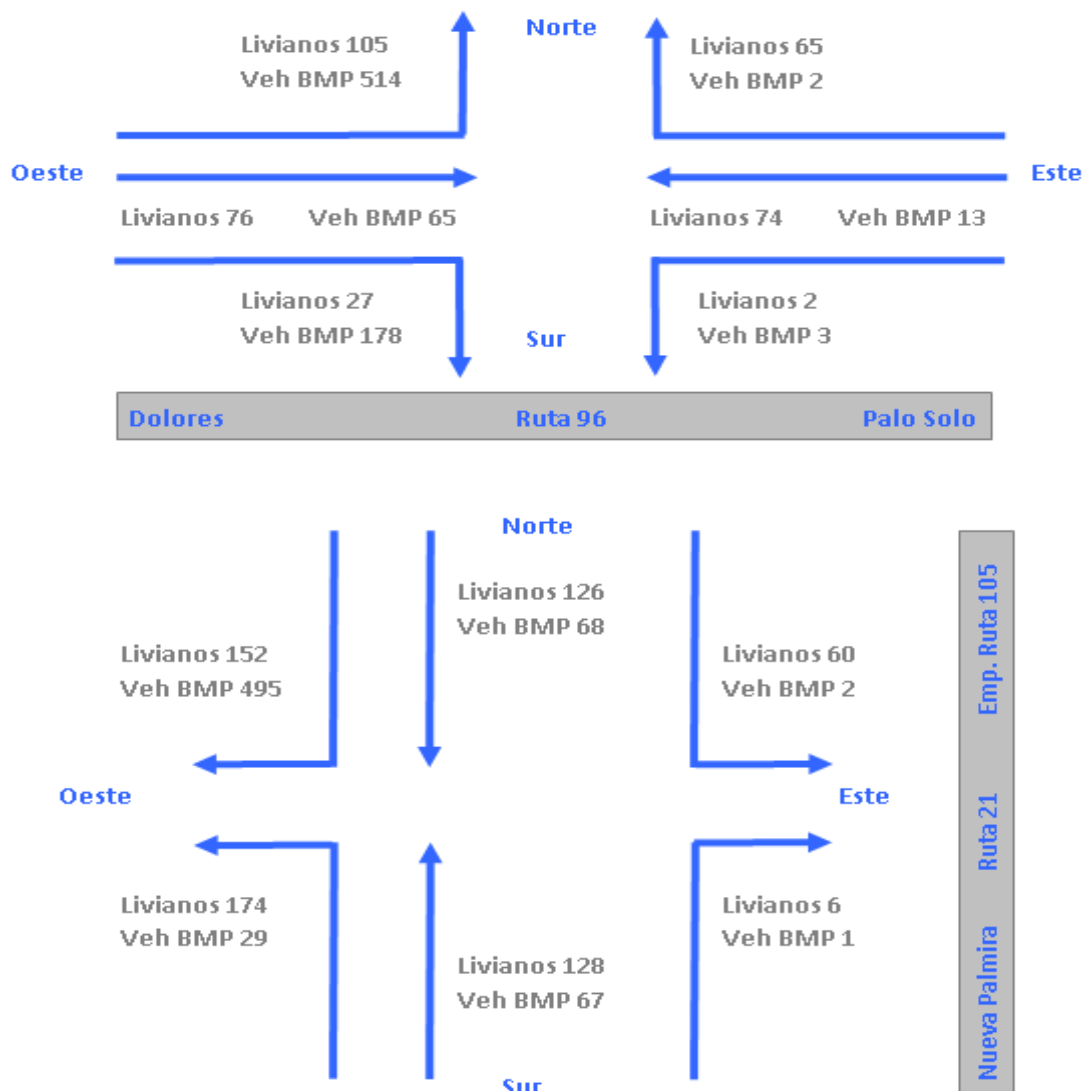 Norte
Livianos 105
Veh BMP 514
Livianos 65
Veh BMP 2
Oeste
Este
Livianos 76 Veh BMP 65
Livianos 74 Veh BMP 13
Livianos 27
Veh BMP 178
Livianos 2
Veh BMP 3
Sur
Dolores Ruta 96 Palo Solo
Norte
Livianos 126
Veh BMP 68
Livianos 152
Veh BMP 495
Livianos 60
Veh BMP 2
Oeste
Este
Livianos 174
Veh BMP 29
Livianos 6
Veh BMP 1
Livianos 128
Veh BMP 67
Sur
Nueva Palmira Ruta 21 Emp. Ruta 105